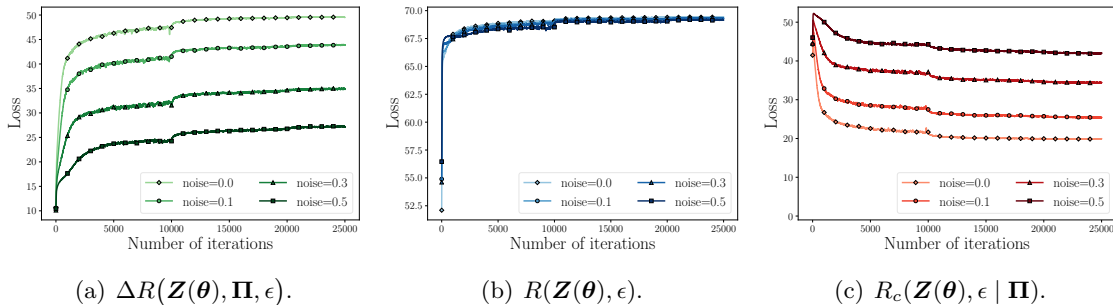 50
45
40
35
30
25
20
15
10
Loss
0 5000 10000 15000 20000 25000
Number of iterations
noise=0.0 noise=0.3
noise=0.1 noise=0.5
(a) ΔR(Z(θ), Π, ϵ).
70.0
67.5
65.0
62.5
60.0
57.5
55.0
52.5
Loss
0 5000 10000 15000 20000 25000
Number of iterations
noise=0.0 noise=0.3
noise=0.1 noise=0.5
(b) R(Z(θ), ϵ).
50
40
30
20
10
0
Loss
0 5000 10000 15000 20000 25000
Number of iterations
noise=0.0 noise=0.3
noise=0.1 noise=0.5
(c) R_c(Z(θ), ϵ | Π).